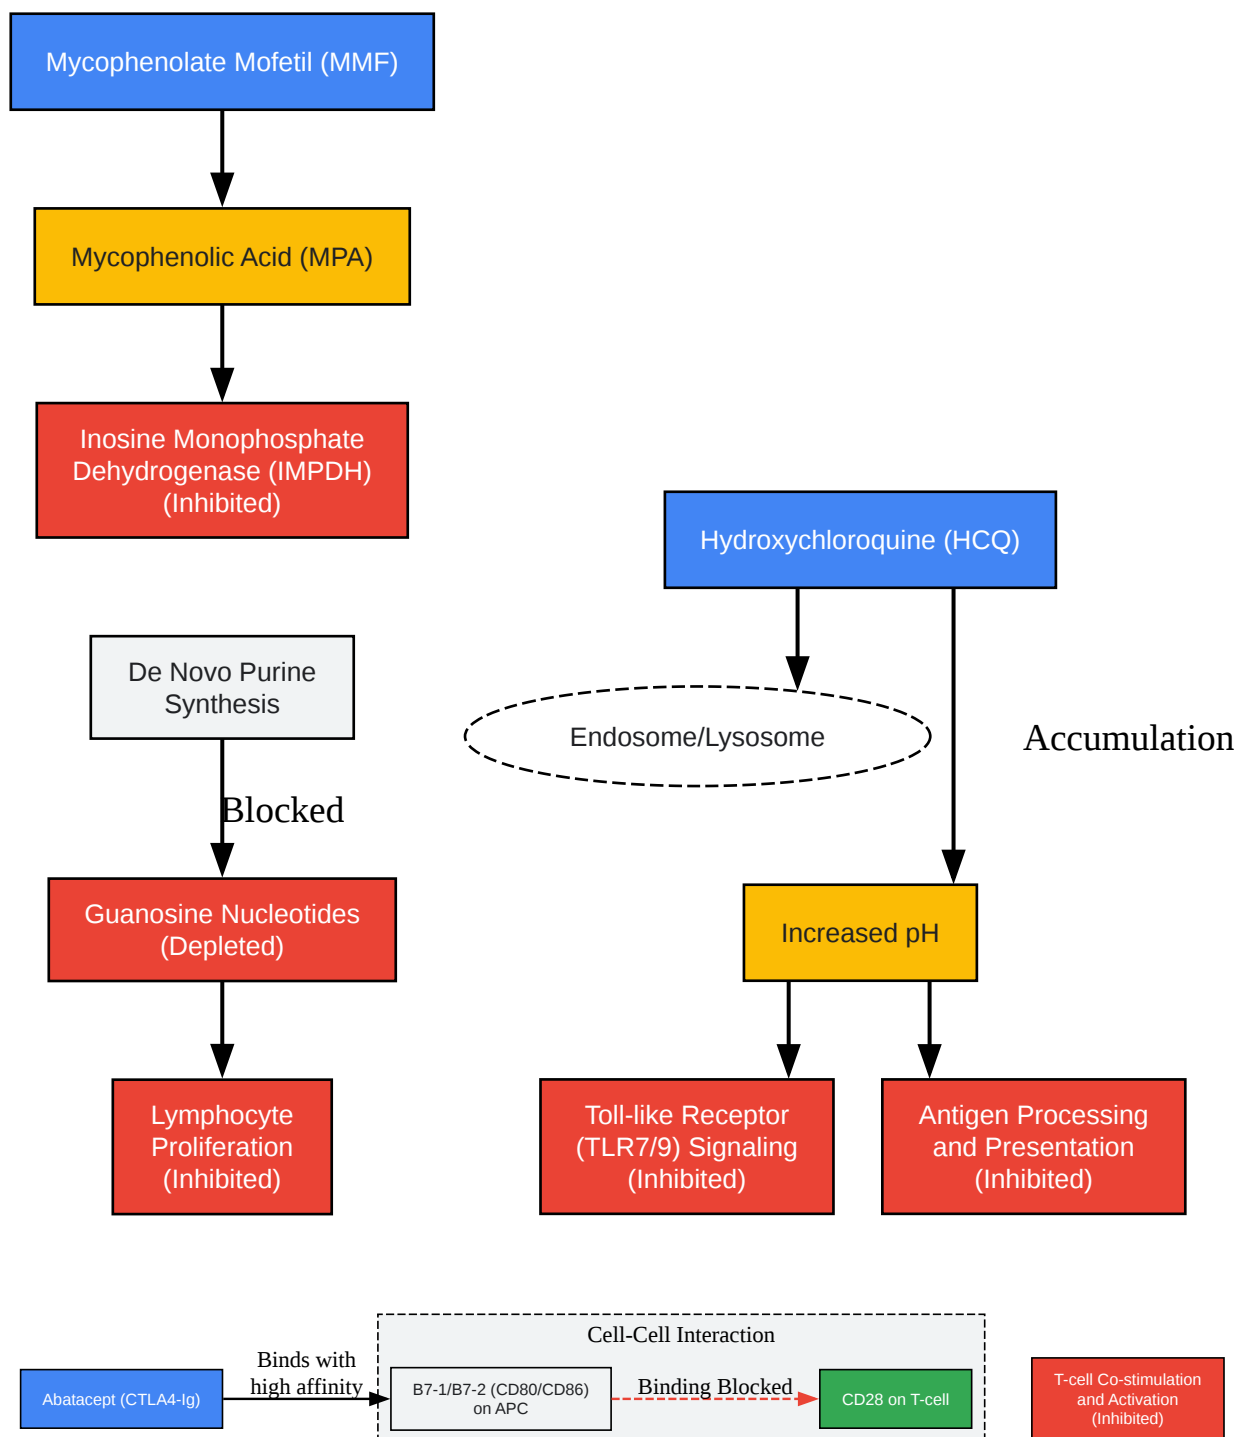 Mycophenolate Mofetil (MMF)
Mycophenolic Acid (MPA)
Inosine Monophosphate
Dehydrogenase (IMPDH)
(Inhibited)
De Novo Purine
Synthesis
Blocked
Guanosine Nucleotides
(Depleted)
Lymphocyte
Proliferation
(Inhibited)
Hydroxychloroquine (HCQ)
Endosome/Lysosome
Accumulation
Increased pH
Toll-like Receptor
(TLR7/9) Signaling
(Inhibited)
Antigen Processing
and Presentation
(Inhibited)
Cell-Cell Interaction
Abatacept (CTLA4-Ig)
Binds with
high affinity
B7-1/B7-2 (CD80/CD86)
on APC
Binding Blocked
CD28 on T-cell
T-cell Co-stimulation
and Activation
(Inhibited)